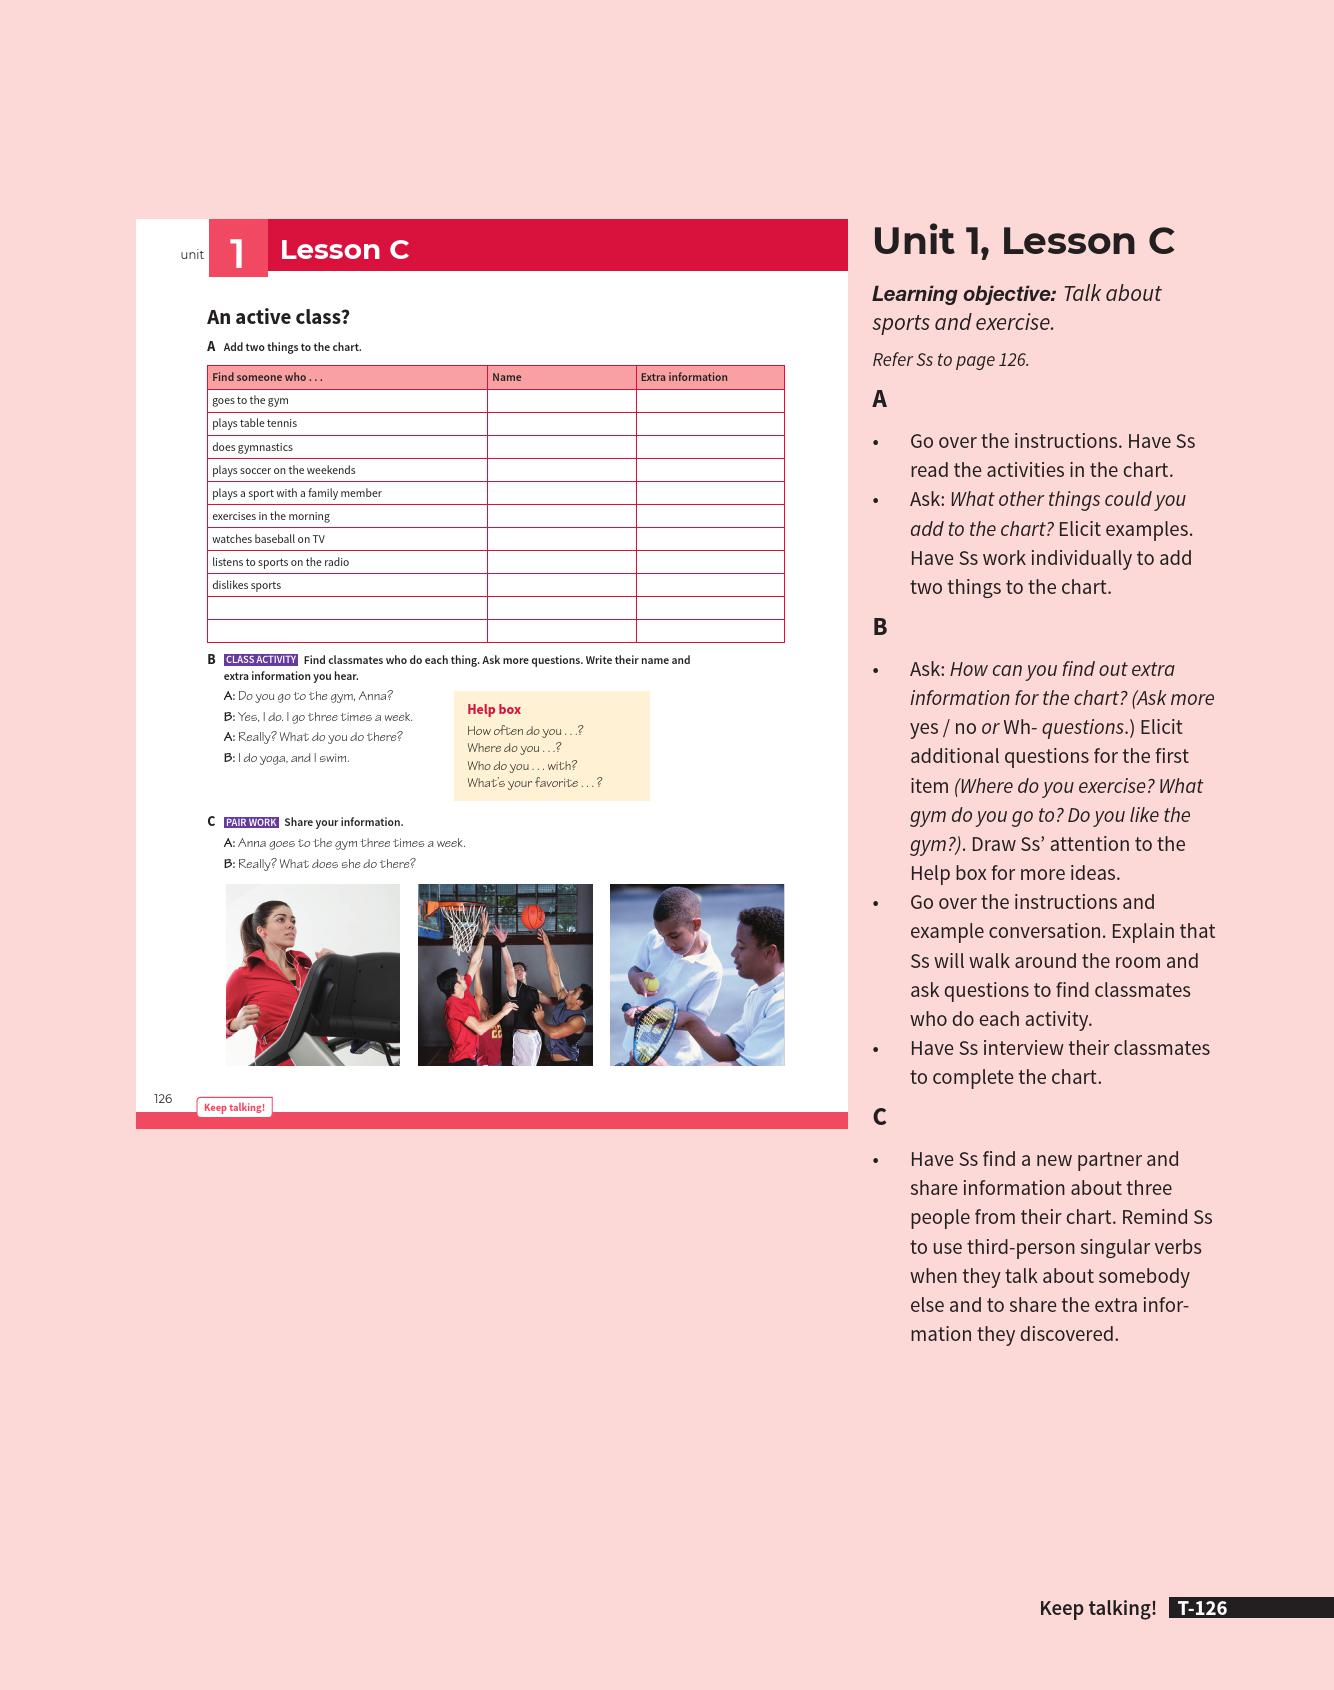 unit 1 Lesson C
An active class?
A Add two things to the chart.
Find someone who . . . Name Extra information
goes to the gym
plays table tennis
does gymnastics
plays soccer on the weekends
plays a sport with a family member
exercises in the morning
watches baseball on TV
listens to sports on the radio
dislikes sports
B CLASS ACTIVITY Find classmates who do each thing. Ask more questions. Write their name and
extra information you hear.
A: Do you go to the gym, Anna?
B: Yes, I do. I go three times a week.
A: Really? What do you do there?
B: I do yoga, and I swim.
Help box
How often do you . . .?
Where do you . . .?
Who do you . . . with?
What's your favorite . . . ?
C PAIR WORK Share your information.
A: Anna goes to the gym three times a week.
B: Really? What does she do there?
22
126
Keep talking!
Unit 1, Lesson C
Learning objective: Talk about
sports and exercise.
Refer Ss to page 126.
A
• Go over the instructions. Have Ss
read the activities in the chart.
• Ask: What other things could you
add to the chart? Elicit examples.
Have Ss work individually to add
two things to the chart.
B
• Ask: How can you find out extra
information for the chart? (Ask more
yes / no or Wh- questions.) Elicit
additional questions for the first
item (Where do you exercise? What
gym do you go to? Do you like the
gym?). Draw Ss’ attention to the
Help box for more ideas.
• Go over the instructions and
example conversation. Explain that
Ss will walk around the room and
ask questions to find classmates
who do each activity.
• Have Ss interview their classmates
to complete the chart.
C
• Have Ss find a new partner and
share information about three
people from their chart. Remind Ss
to use third-person singular verbs
when they talk about somebody
else and to share the extra infor-
mation they discovered.
Keep talking! T-126